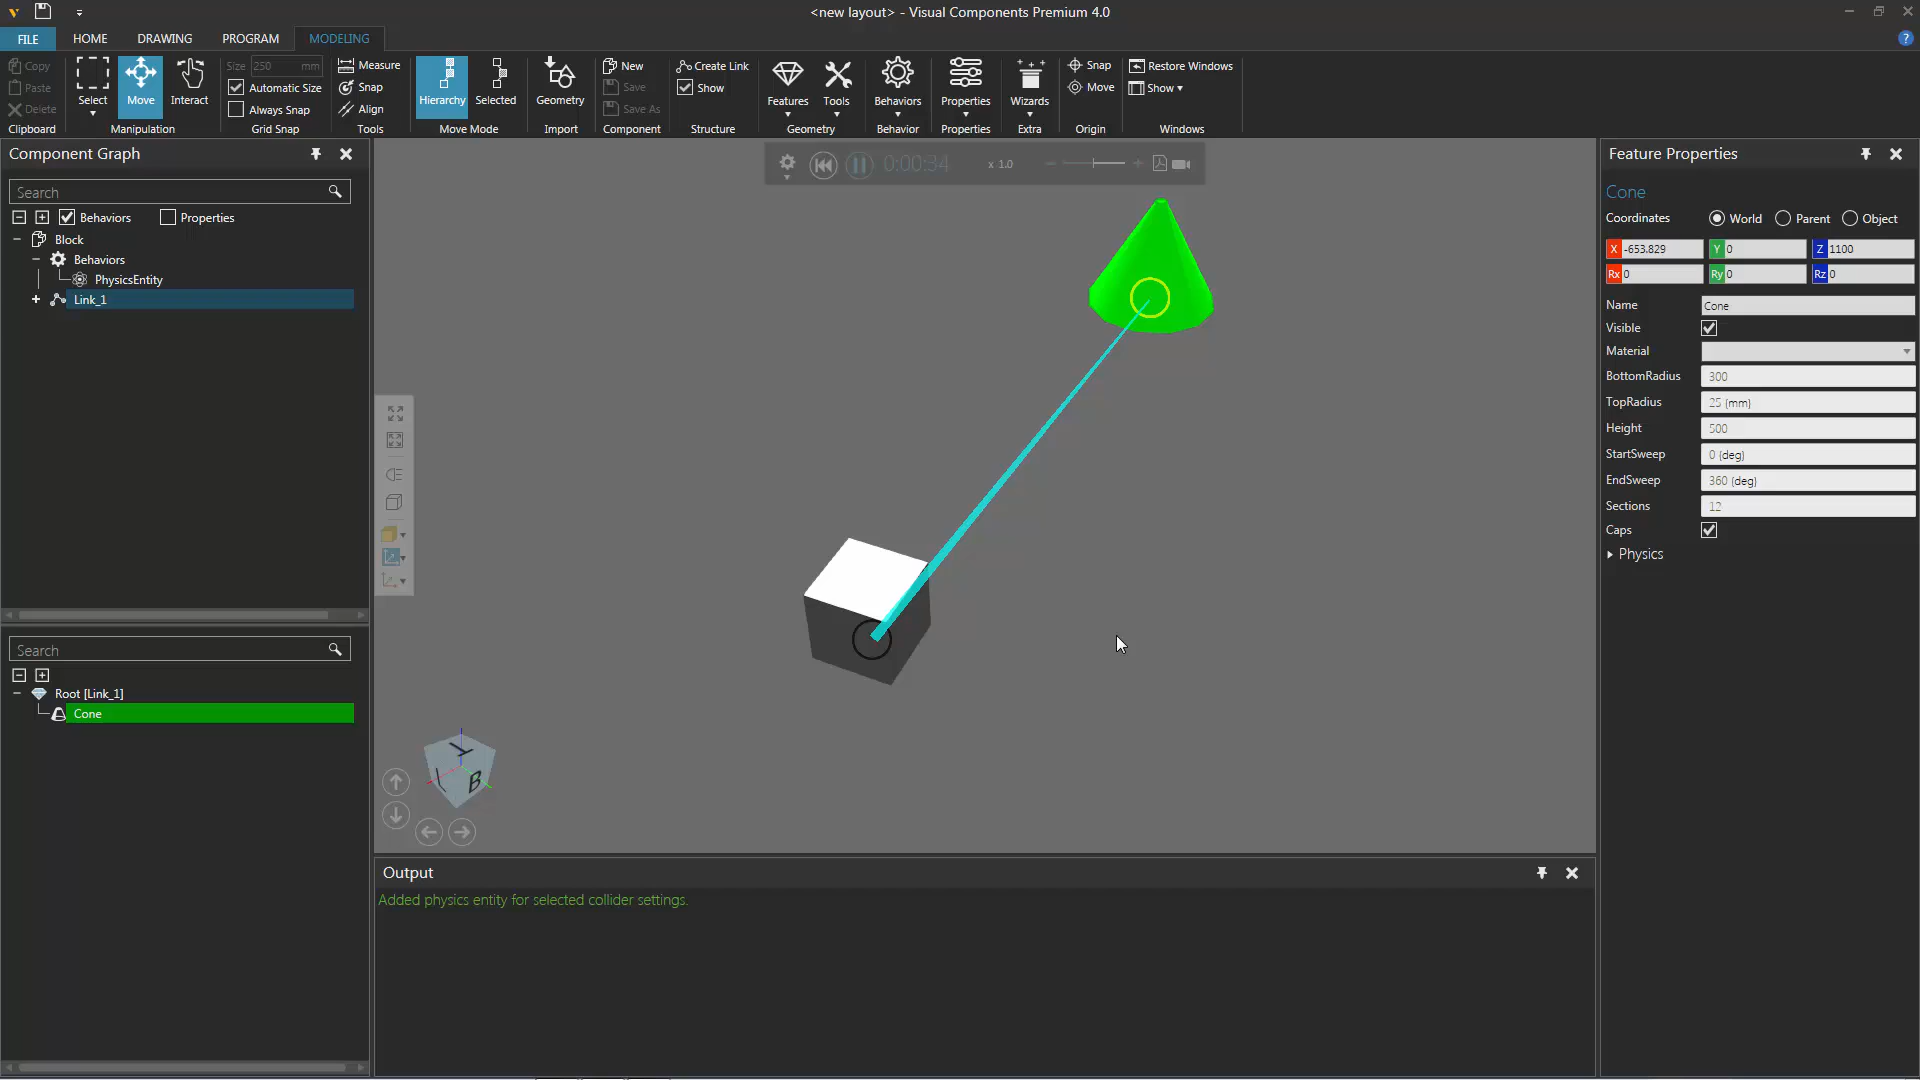 <new layout> - Visual Components Premium 4.0
FILE HOME DRAWING PROGRAM MODELING
Copy
Paste
Delete
Clipboard
Select
Move
Interact
Manipulation
Size 250 mm
Automatic Size
Always Snap
Grid Snap
Measure
Snap
Align
Tools
Hierarchy
Selected
Move Mode
Geometry
Import
New
Save
Save As
Component
Create Link
Show
Structure
Features
Tools
Geometry
Behaviors
Behavior
Properties
Properties
Wizards
Extra
Snap
Move
Origin
Restore Windows
Show
Windows
Component Graph
Search
Behaviors Properties
Block
Behaviors
PhysicsEntity
Link_1
Search
Root [Link_1]
Cone
0:00:34 x 1.0
B
Output
Added physics entity for selected collider settings.
Feature Properties
Cone
Coordinates World Parent Object
X -653.829 Y 0 Z 1100
Rx 0 Ry 0 Rz 0
Name Cone
Visible
Material
BottomRadius 300
TopRadius 25 (mm)
Height 500
StartSweep 0 (deg)
EndSweep 360 (deg)
Sections 12
Caps
Physics